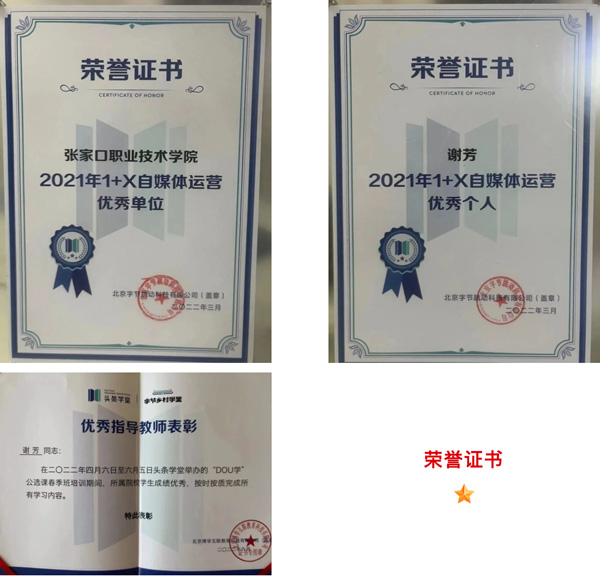 荣誉证书
CERTIFICATE OF HONOR
张家口职业技术学院
2021年1+X自媒体运营
优秀单位
北京字节跳动科技有限公司（盖章）
二〇二二年三月
荣誉证书
CERTIFICATE OF HONOR
谢芳
2021年1+X自媒体运营
优秀个人
北京字节跳动科技有限公司（盖章）
二〇二二年三月
头条学堂
字节乡村学堂
优秀指导教师表彰
谢芳 同志：
在二〇二二年四月六日至六月五日头条学堂举办的“DOU学”
公选课春季班培训期间，所属院校学生成绩优秀，按时按质完成所
有学习内容。
特此表彰
荣誉证书